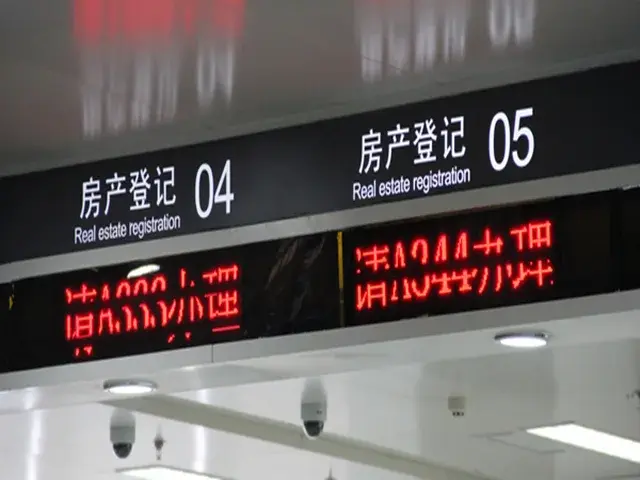 房产登记 04
Real estate registration
房产登记 05
Real estate registration
请A344办理